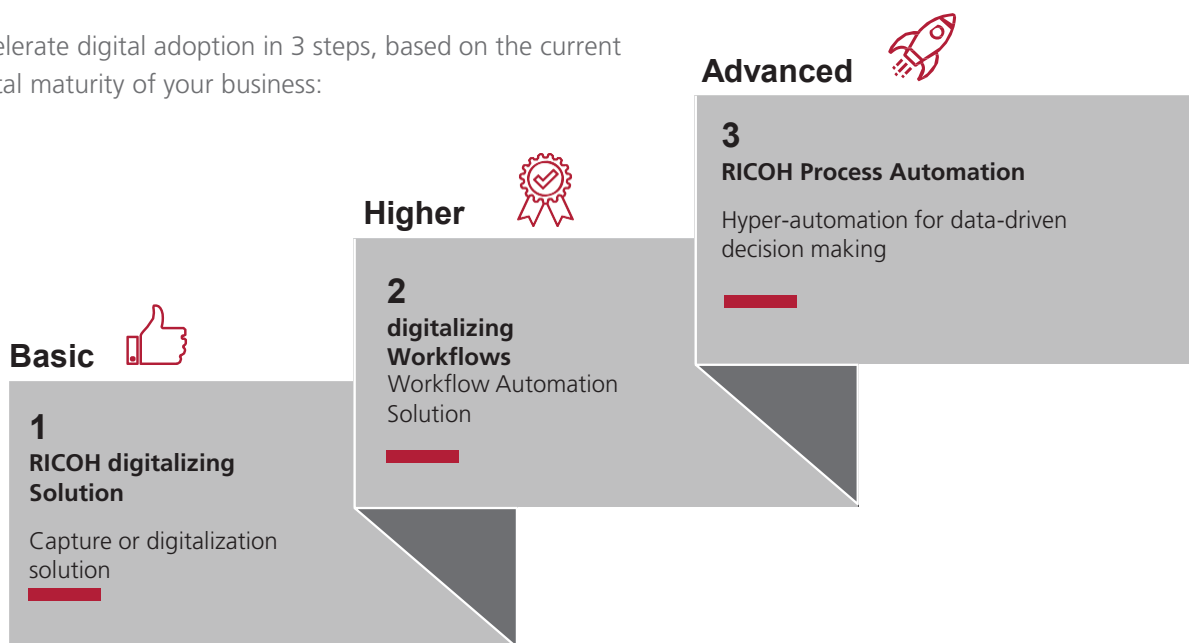 elerate digital adoption in 3 steps, based on the current
tal maturity of your business:
Advanced
3
RICOH Process Automation
Hyper-automation for data-driven
decision making
Higher
2
digitalizing
Workflows
Workflow Automation
Solution
Basic
1
RICOH digitalizing
Solution
Capture or digitalization
solution